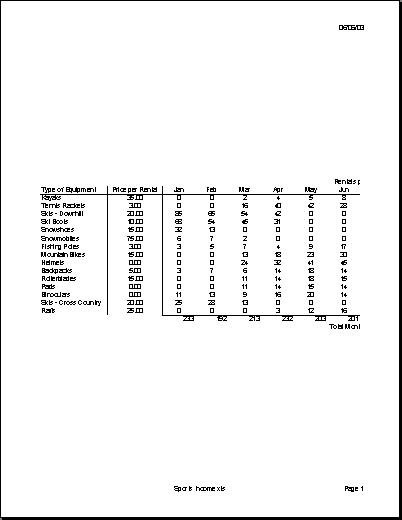 06/05/03
Rentals p
Type of Equipment Price per Rental Jan Feb Mar Apr May Jun
Kayaks 35.00 0 0 2 4 5 8
Tennis Rackets 3.00 0 0 16 40 42 28
Skis - Downhill 20.00 85 65 54 42 0 0
Ski Boots 10.00 68 54 45 31 0 0
Snowshoes 15.00 32 13 0 0 0 0
Snowmobiles 75.00 6 7 2 0 0 0
Fishing Poles 3.00 3 5 7 4 9 17
Mountain Bikes 15.00 0 0 13 18 23 30
Helmets 0.00 0 0 24 32 41 45
Backpacks 5.00 3 7 6 14 18 14
Rollerblades 15.00 0 0 11 14 18 15
Pads 0.00 0 0 11 14 15 14
Binoculars 0.00 11 13 9 16 20 14
Skis - Cross Country 20.00 25 28 13 0 0 0
Rafts 25.00 0 0 0 3 12 16
233 192 213 232 203 201
Total Mont
Sports Income.xls Page 1